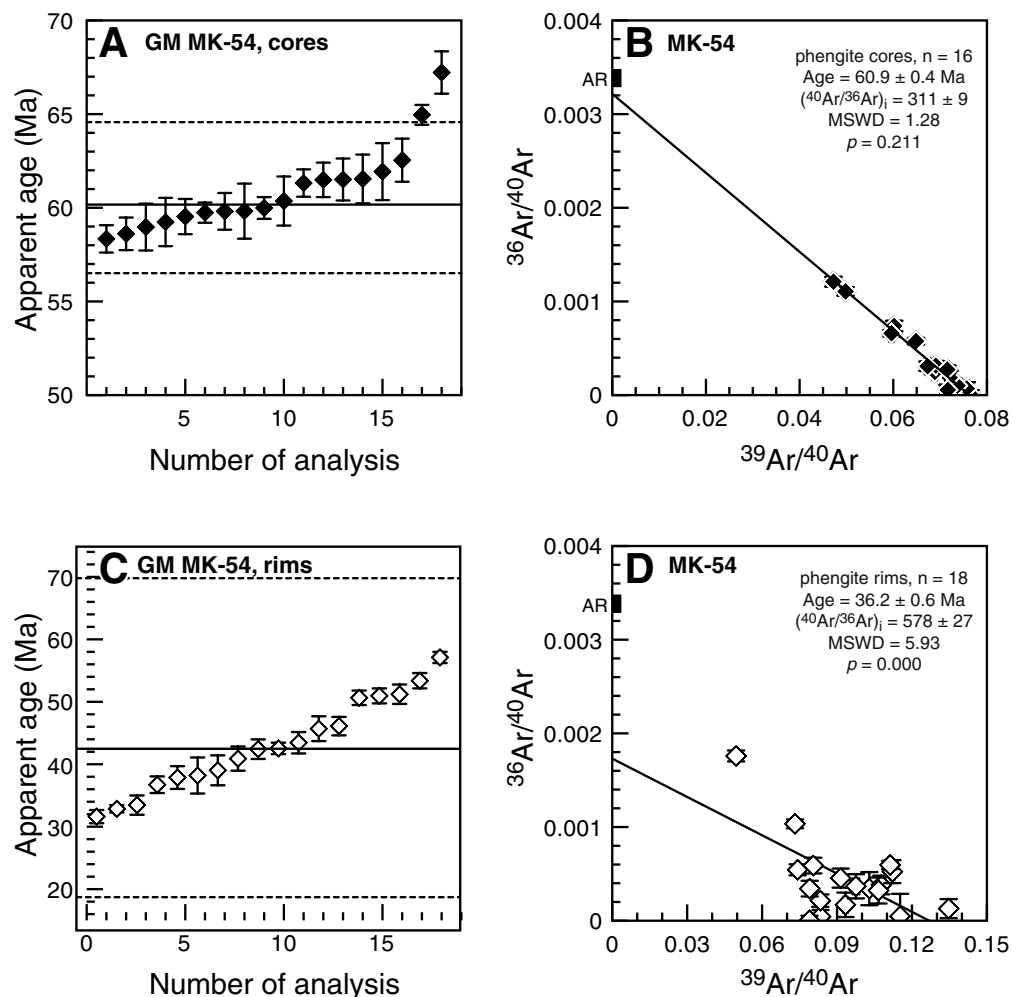 A GM MK-54, cores
70
65
60
55
50
Apparent age (Ma)
5
10
15
Number of analysis
B MK-54
phengite cores, n = 16
Age = 60.9 ± 0.4 Ma
(⁴⁰Ar/³⁶Ar)ᵢ = 311 ± 9
MSWD = 1.28
p = 0.211
0.004
AR
0.003
0.002
0.001
0
³⁶Ar/⁴⁰Ar
0
0.02
0.04
0.06
0.08
³⁹Ar/⁴⁰Ar
C GM MK-54, rims
70
60
50
40
30
20
Apparent age (Ma)
0
5
10
15
Number of analysis
D MK-54
phengite rims, n = 18
Age = 36.2 ± 0.6 Ma
(⁴⁰Ar/³⁶Ar)ᵢ = 578 ± 27
MSWD = 5.93
p = 0.000
0.004
AR
0.003
0.002
0.001
0
³⁶Ar/⁴⁰Ar
0
0.03
0.06
0.09
0.12
0.15
³⁹Ar/⁴⁰Ar